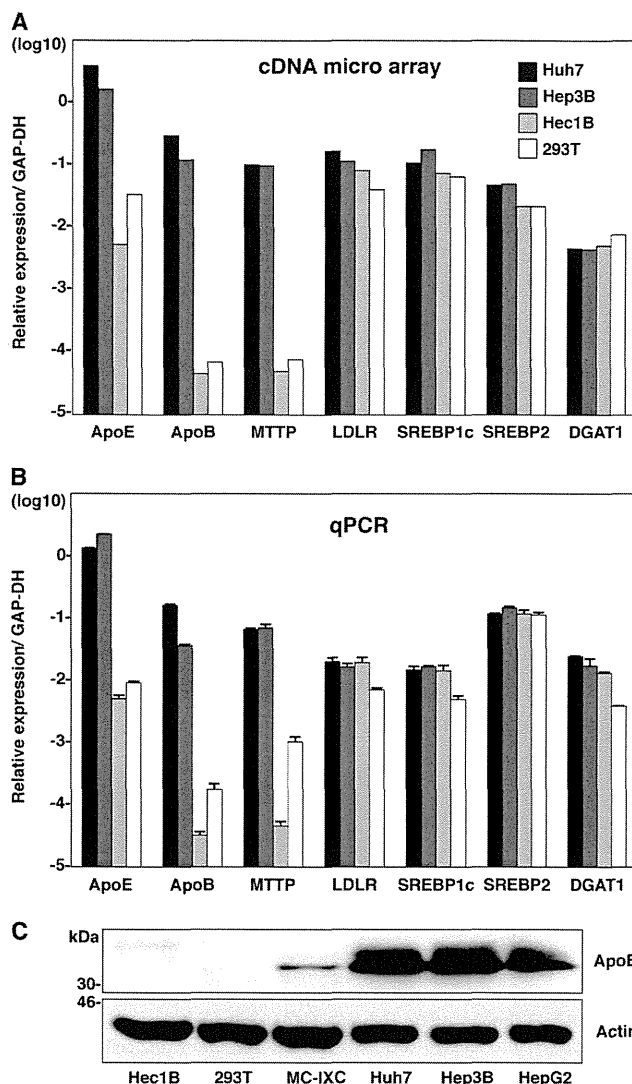 A
(log10)
cDNA micro array
Huh7
Hep3B
Hec1B
293T
Relative expression/ GAP-DH
0
-1
-2
-3
-4
-5
ApoE ApoB MTTP LDLR SREBP1c SREBP2 DGAT1
B
(log10)
qPCR
Relative expression/ GAP-DH
0
-1
-2
-3
-4
-5
ApoE ApoB MTTP LDLR SREBP1c SREBP2 DGAT1
C
kDa
ApoE
30-
46-
Actin
Hec1B 293T MC-IXC Huh7 Hep3B HepG2